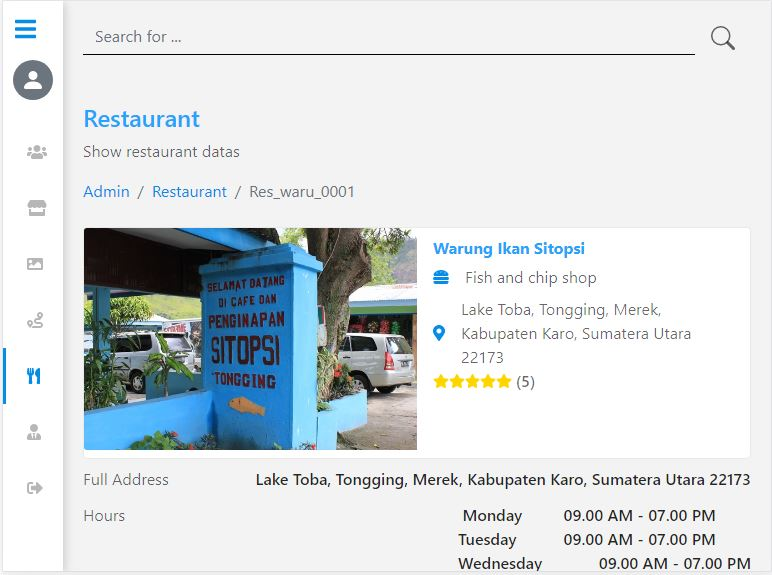 Search for ...
Restaurant
Show restaurant datas
Admin / Restaurant / Res_waru_0001
SELAMAT DATANG
DI CAFE DAN
PENGINAPAN
SITOPSI
TONGGING
Warung Ikan Sitopsi
Fish and chip shop
Lake Toba, Tongging, Merek,
Kabupaten Karo, Sumatera Utara
22173
(5)
Full Address Lake Toba, Tongging, Merek, Kabupaten Karo, Sumatera Utara 22173
Hours Monday 09.00 AM - 07.00 PM
Tuesday 09.00 AM - 07.00 PM
Wednesday 09.00 AM - 07.00 PM